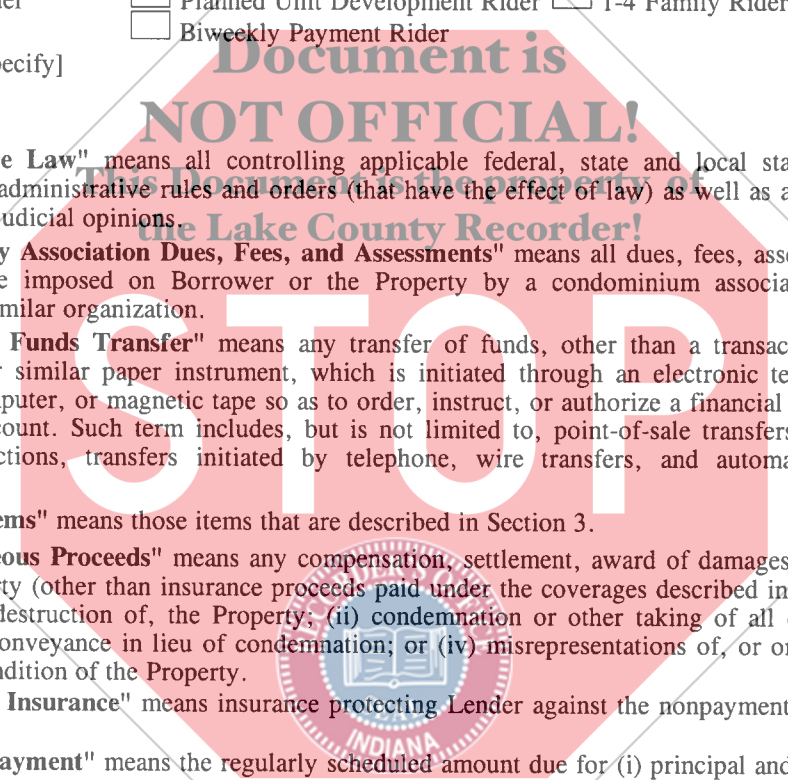 Planned Unit Development Rider 1-4 Family Rider
Biweekly Payment Rider
pecify]
Document is
NOT OFFICIAL!
This Document is the property of
the Lake County Recorder!
e Law" means all controlling applicable federal, state and local sta
administrative rules and orders (that have the effect of law) as well as a
udicial opinions.
y Association Dues, Fees, and Assessments" means all dues, fees, asse
e imposed on Borrower or the Property by a condominium associa
milar organization.
Funds Transfer" means any transfer of funds, other than a transac
r similar paper instrument, which is initiated through an electronic te
puter, or magnetic tape so as to order, instruct, or authorize a financial
count. Such term includes, but is not limited to, point-of-sale transfers
ctions, transfers initiated by telephone, wire transfers, and automa
STOP
ems" means those items that are described in Section 3.
ous Proceeds" means any compensation, settlement, award of damages
rty (other than insurance proceeds paid under the coverages described in
destruction of, the Property; (ii) condemnation or other taking of all
onveyance in lieu of condemnation; or (iv) misrepresentations of, or o
ndition of the Property.
Insurance" means insurance protecting Lender against the nonpayment
ayment" means the regularly scheduled amount due for (i) principal and
RECORDER'S OFFICE
SEAL
INDIANA